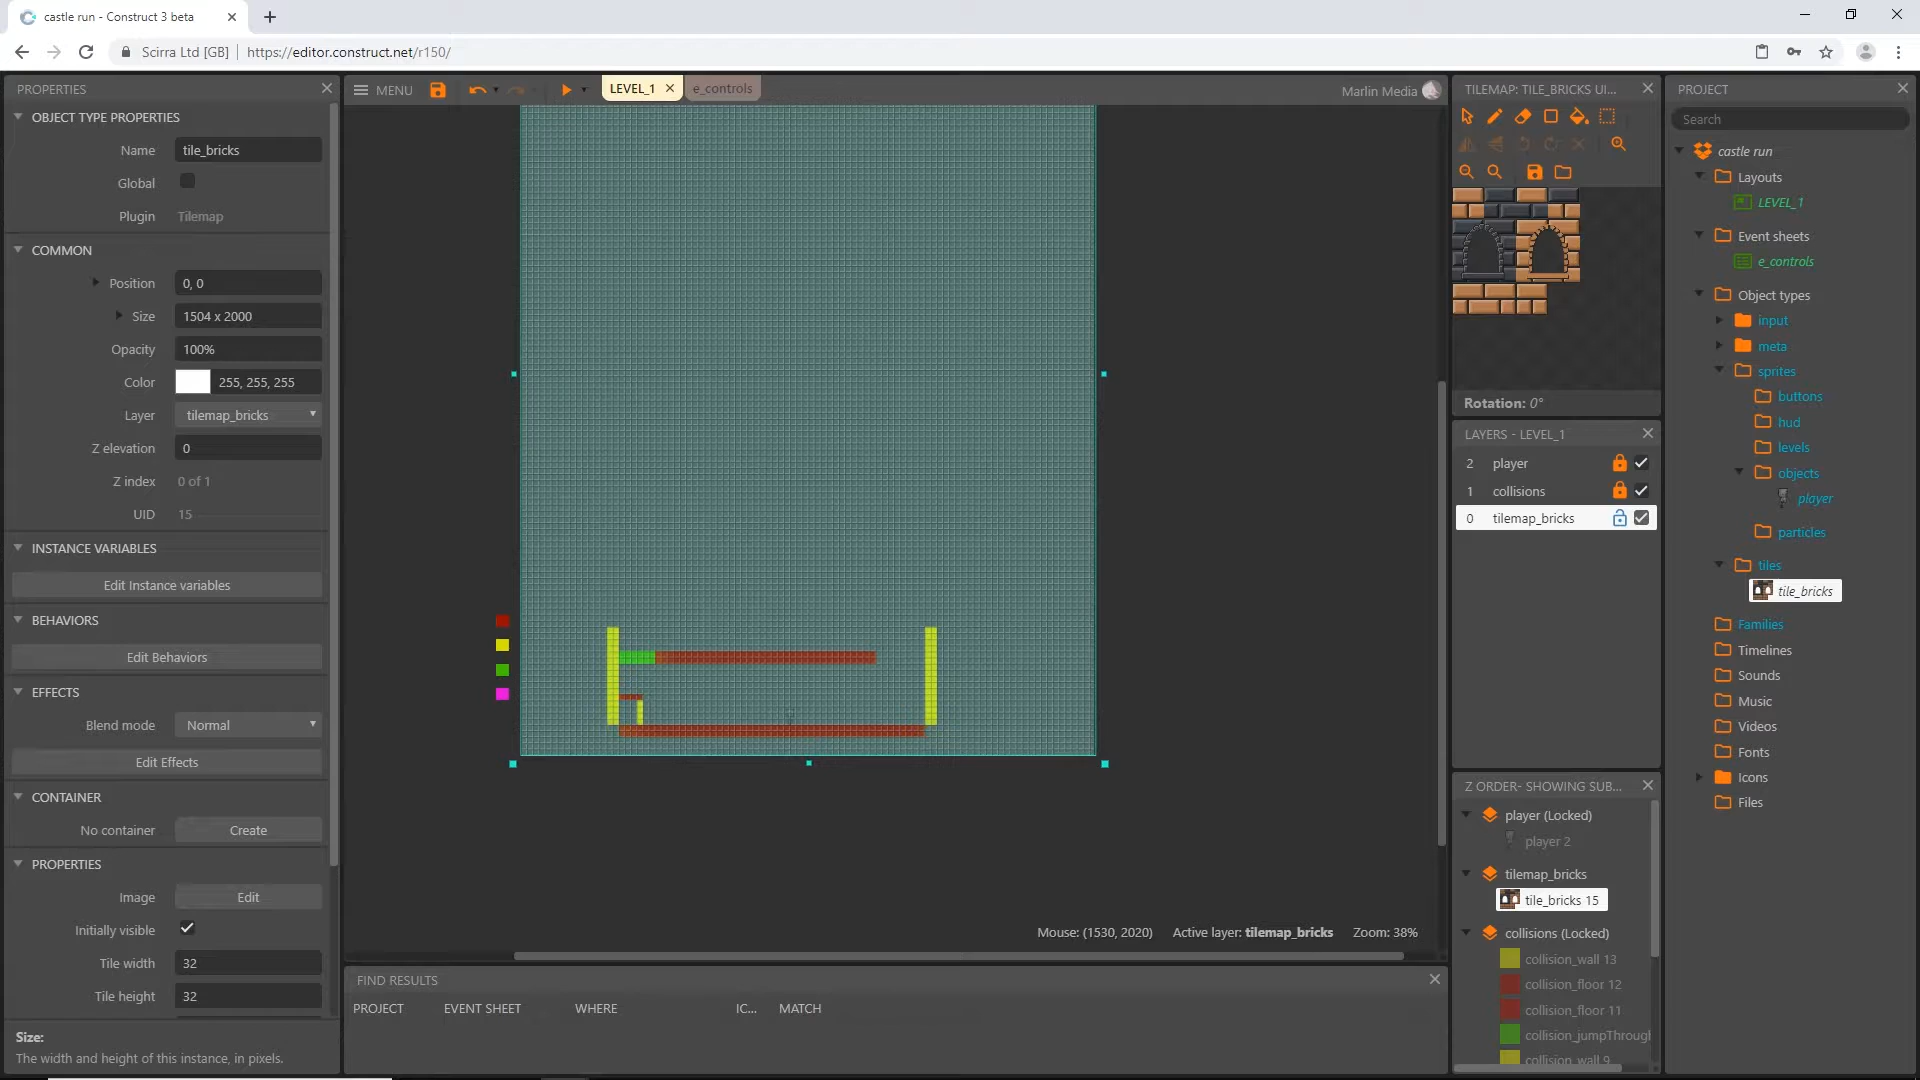 castle run - Construct 3 beta
Scirra Ltd [GB]
https://editor.construct.net/r150/
PROPERTIES
OBJECT TYPE PROPERTIES
Name tile_bricks
Global
Plugin Tilemap
COMMON
Position 0, 0
Size 1504 x 2000
Opacity 100%
Color 255, 255, 255
Layer tilemap_bricks
Z elevation 0
Z index 0 of 1
UID 15
INSTANCE VARIABLES
Edit Instance variables
BEHAVIORS
Edit Behaviors
EFFECTS
Blend mode Normal
Edit Effects
CONTAINER
No container Create
PROPERTIES
Image Edit
Initially visible
Tile width 32
Tile height 32
Size:
The width and height of this instance, in pixels.
MENU
LEVEL_1
e_controls
Marlin Media
Mouse: (1530, 2020)
Active layer: tilemap_bricks
Zoom: 38%
FIND RESULTS
PROJECT EVENT SHEET WHERE IC... MATCH
TILEMAP: TILE_BRICKS UI...
Rotation: 0°
LAYERS - LEVEL_1
2 player
1 collisions
0 tilemap_bricks
Z ORDER- SHOWING SUB...
player (Locked)
player 2
tilemap_bricks
tile_bricks 15
collisions (Locked)
collision_wall 13
collision_floor 12
collision_floor 11
collision_jumpThrough
collision_wall 9
PROJECT
Search
castle run
Layouts
LEVEL_1
Event sheets
e_controls
Object types
input
meta
sprites
buttons
hud
levels
objects
player
particles
tiles
tile_bricks
Families
Timelines
Sounds
Music
Videos
Fonts
Icons
Files